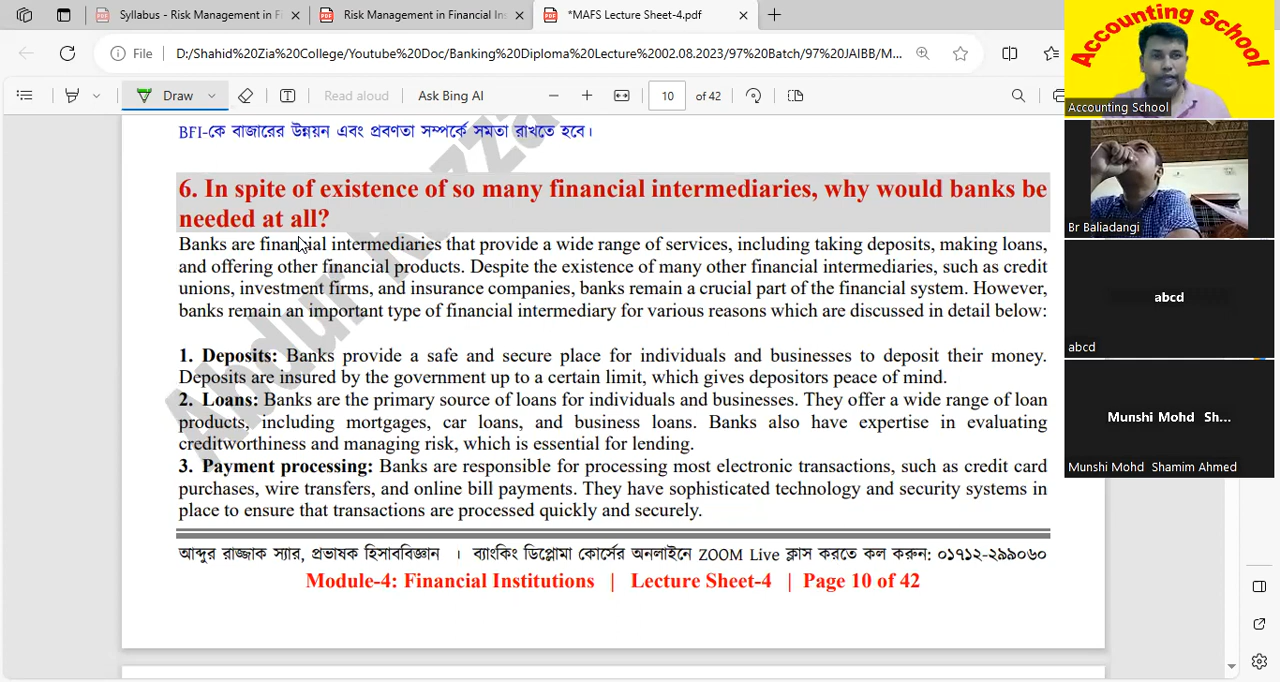 Syllabus - Risk Management in Fi
Risk Management in Financial Ins
*MAFS Lecture Sheet-4.pdf
File
D:/Shahid%20Zia%20College/Youtube%20Doc/Banking%20Diploma%20Lecture%2002.08.2023/97%20Batch/97%20JAIBB/M...
Draw
Read aloud
Ask Bing AI
10
of 42
BFI-কে বাজারের উন্নয়ন এবং প্রবণতা সম্পর্কে সমতা রাখতে হবে।
6. In spite of existence of so many financial intermediaries, why would banks be
needed at all?
Banks are financial intermediaries that provide a wide range of services, including taking deposits, making loans,
and offering other financial products. Despite the existence of many other financial intermediaries, such as credit
unions, investment firms, and insurance companies, banks remain a crucial part of the financial system. However,
banks remain an important type of financial intermediary for various reasons which are discussed in detail below:
1. Deposits: Banks provide a safe and secure place for individuals and businesses to deposit their money.
Deposits are insured by the government up to a certain limit, which gives depositors peace of mind.
2. Loans: Banks are the primary source of loans for individuals and businesses. They offer a wide range of loan
products, including mortgages, car loans, and business loans. Banks also have expertise in evaluating
creditworthiness and managing risk, which is essential for lending.
3. Payment processing: Banks are responsible for processing most electronic transactions, such as credit card
purchases, wire transfers, and online bill payments. They have sophisticated technology and security systems in
place to ensure that transactions are processed quickly and securely.
আব্দুর রাজ্জাক স্যার, প্রভাষক হিসাববিজ্ঞান । ব্যাংকিং ডিপ্লোমা কোর্সের অনলাইনে ZOOM Live ক্লাস করতে কল করুন: ০১৭১২-২৯৯০৬০
Module-4: Financial Institutions | Lecture Sheet-4 | Page 10 of 42
Abdur Razza
Accounting School
Accounting School
Br Baliadangi
abcd
abcd
Munshi Mohd Sh...
Munshi Mohd Shamim Ahmed